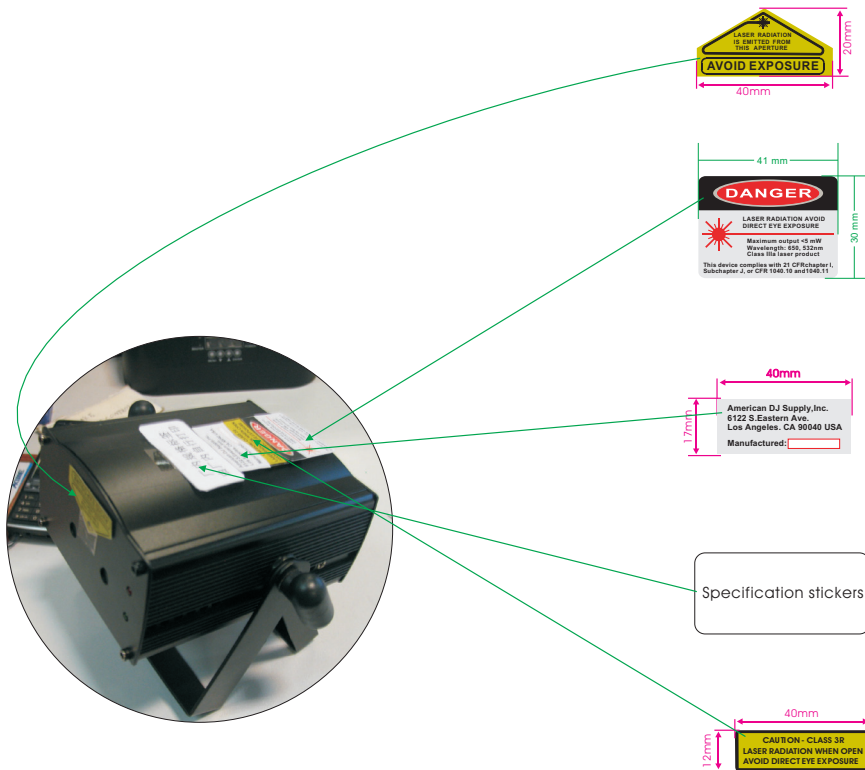 LASER RADIATION
IS EMITTED FROM
THIS APERTURE
AVOID EXPOSURE
20mm
40mm
41 mm
DANGER
LASER RADIATION AVOID
DIRECT EYE EXPOSURE
Maximum output <5 mW
Wavelength: 650, 532nm
Class IIIa laser product
This device complies with 21 CFRchapter I,
Subchapter J, or CFR 1040.10 and1040.11
30 mm
40mm
17mm
American DJ Supply,Inc.
6122 S.Eastern Ave.
Los Angeles. CA 90040 USA
Manufactured:
Specification stickers
40mm
12mm
CAUTION - CLASS 3R
LASER RADIATION WHEN OPEN
AVOID DIRECT EYE EXPOSURE
DANGER